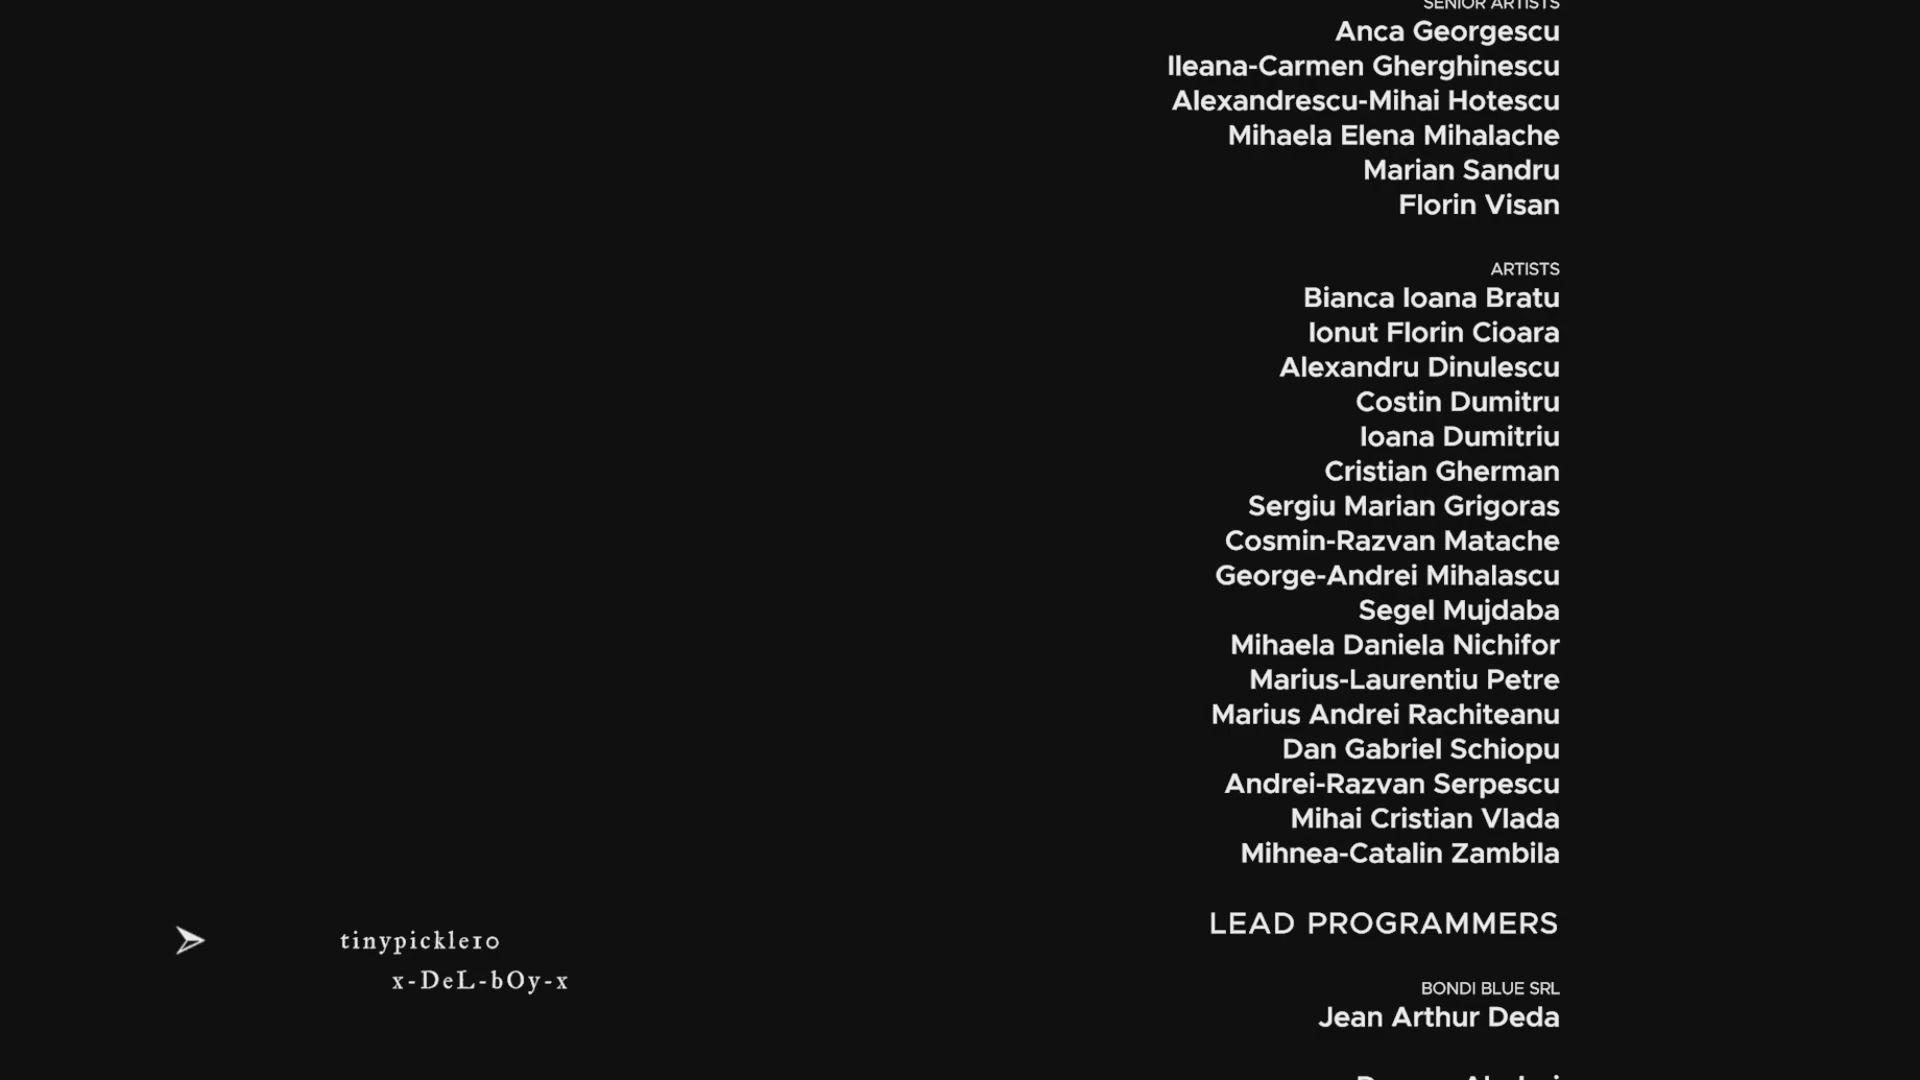 SENIOR ARTISTS
Anca Georgescu
Ileana-Carmen Gherghinescu
Alexandrescu-Mihai Hotescu
Mihaela Elena Mihalache
Marian Sandru
Florin Visan
ARTISTS
Bianca Ioana Bratu
Ionut Florin Cioara
Alexandru Dinulescu
Costin Dumitru
Ioana Dumitriu
Cristian Gherman
Sergiu Marian Grigoras
Cosmin-Razvan Matache
George-Andrei Mihalascu
Segel Mujdaba
Mihaela Daniela Nichifor
Marius-Laurentiu Petre
Marius Andrei Rachiteanu
Dan Gabriel Schiopu
Andrei-Razvan Serpescu
Mihai Cristian Vlada
Mihnea-Catalin Zambila
LEAD PROGRAMMERS
BONDI BLUE SRL
Jean Arthur Deda
tinypickle10
x-DeL-bOy-x